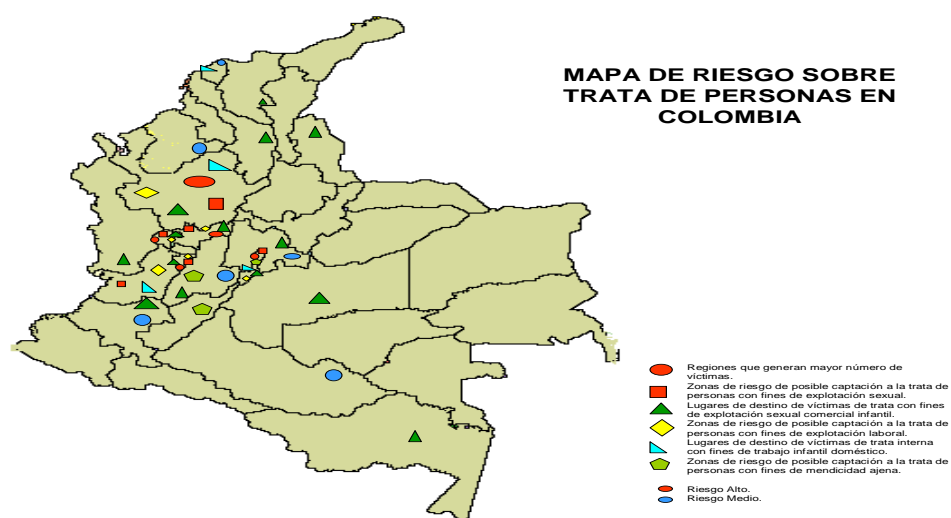 MAPA DE RIESGO SOBRE
TRATA DE PERSONAS EN
COLOMBIA
Regiones que generan mayor número de
víctimas.
Zonas de riesgo de posible captación a la trata de
personas con fines de explotación sexual.
Lugares de destino de víctimas de trata con fines
de explotación sexual comercial infantil.
Zonas de riesgo de posible captación a la trata de
personas con fines de explotación laboral.
Lugares de destino de víctimas de trata interna
con fines de trabajo infantil doméstico.
Zonas de riesgo de posible captación a la trata de
personas con fines de mendicidad ajena.
Riesgo Alto.
Riesgo Medio.